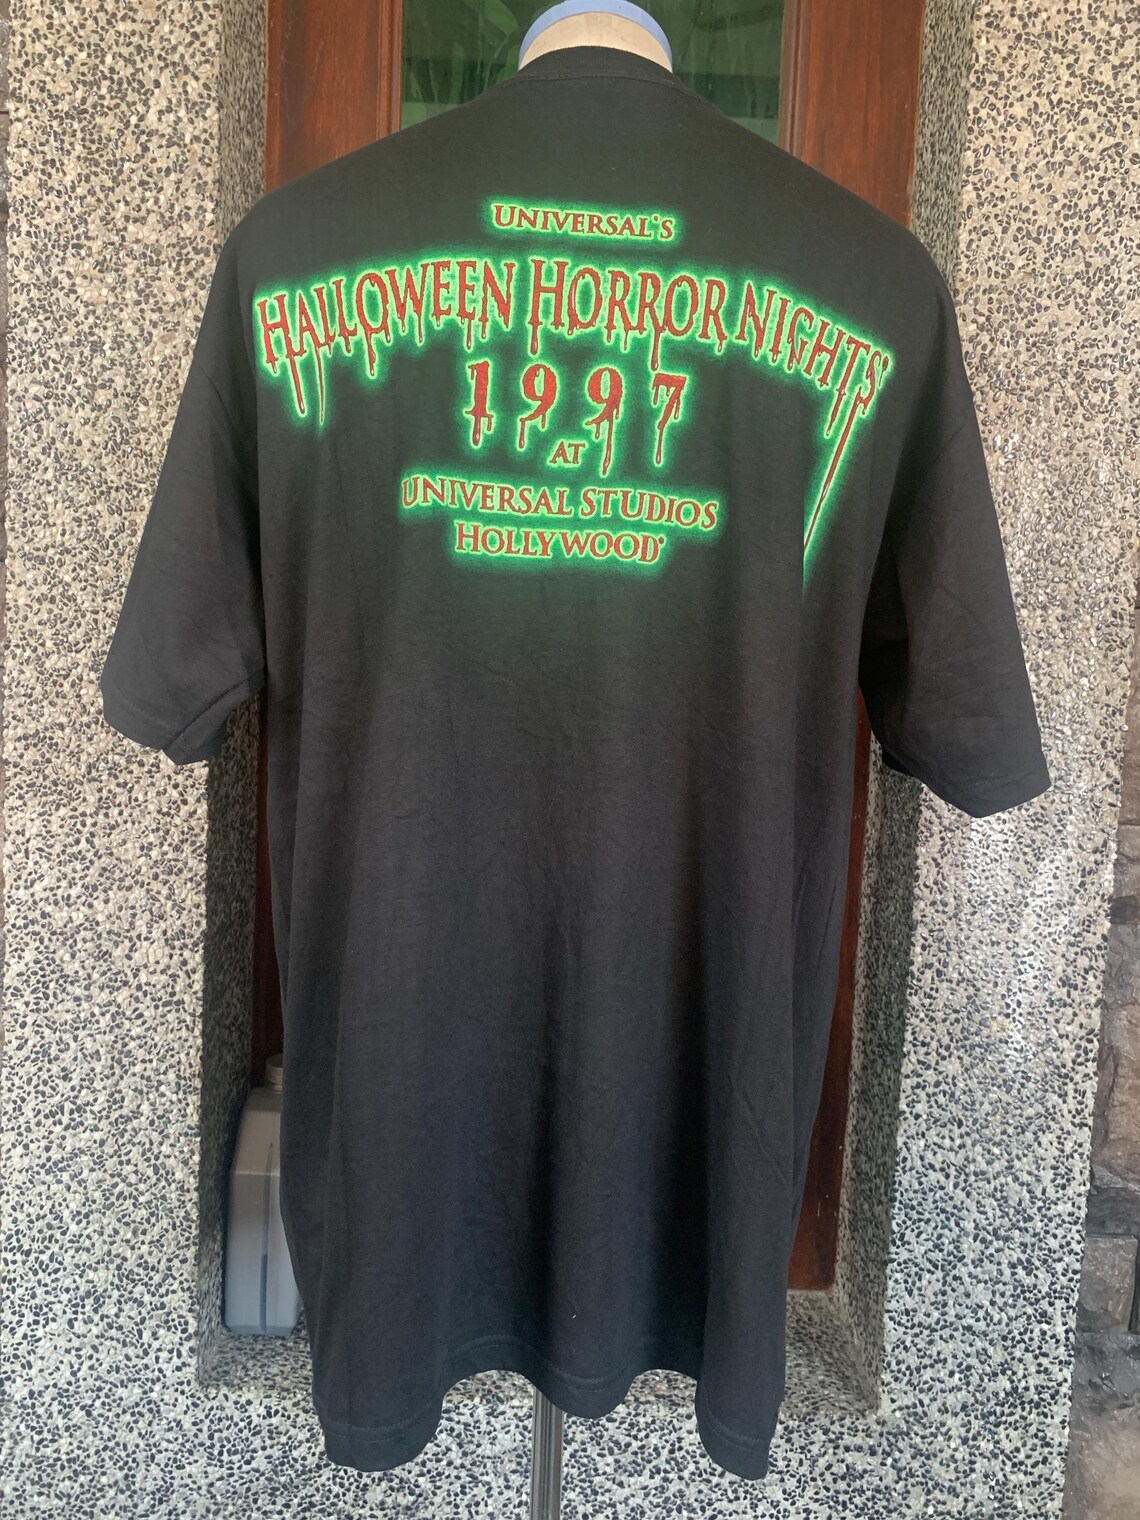 UNIVERSAL'S
HALLOWEEN HORROR NIGHTS®
1997
AT
UNIVERSAL STUDIOS
HOLLYWOOD®